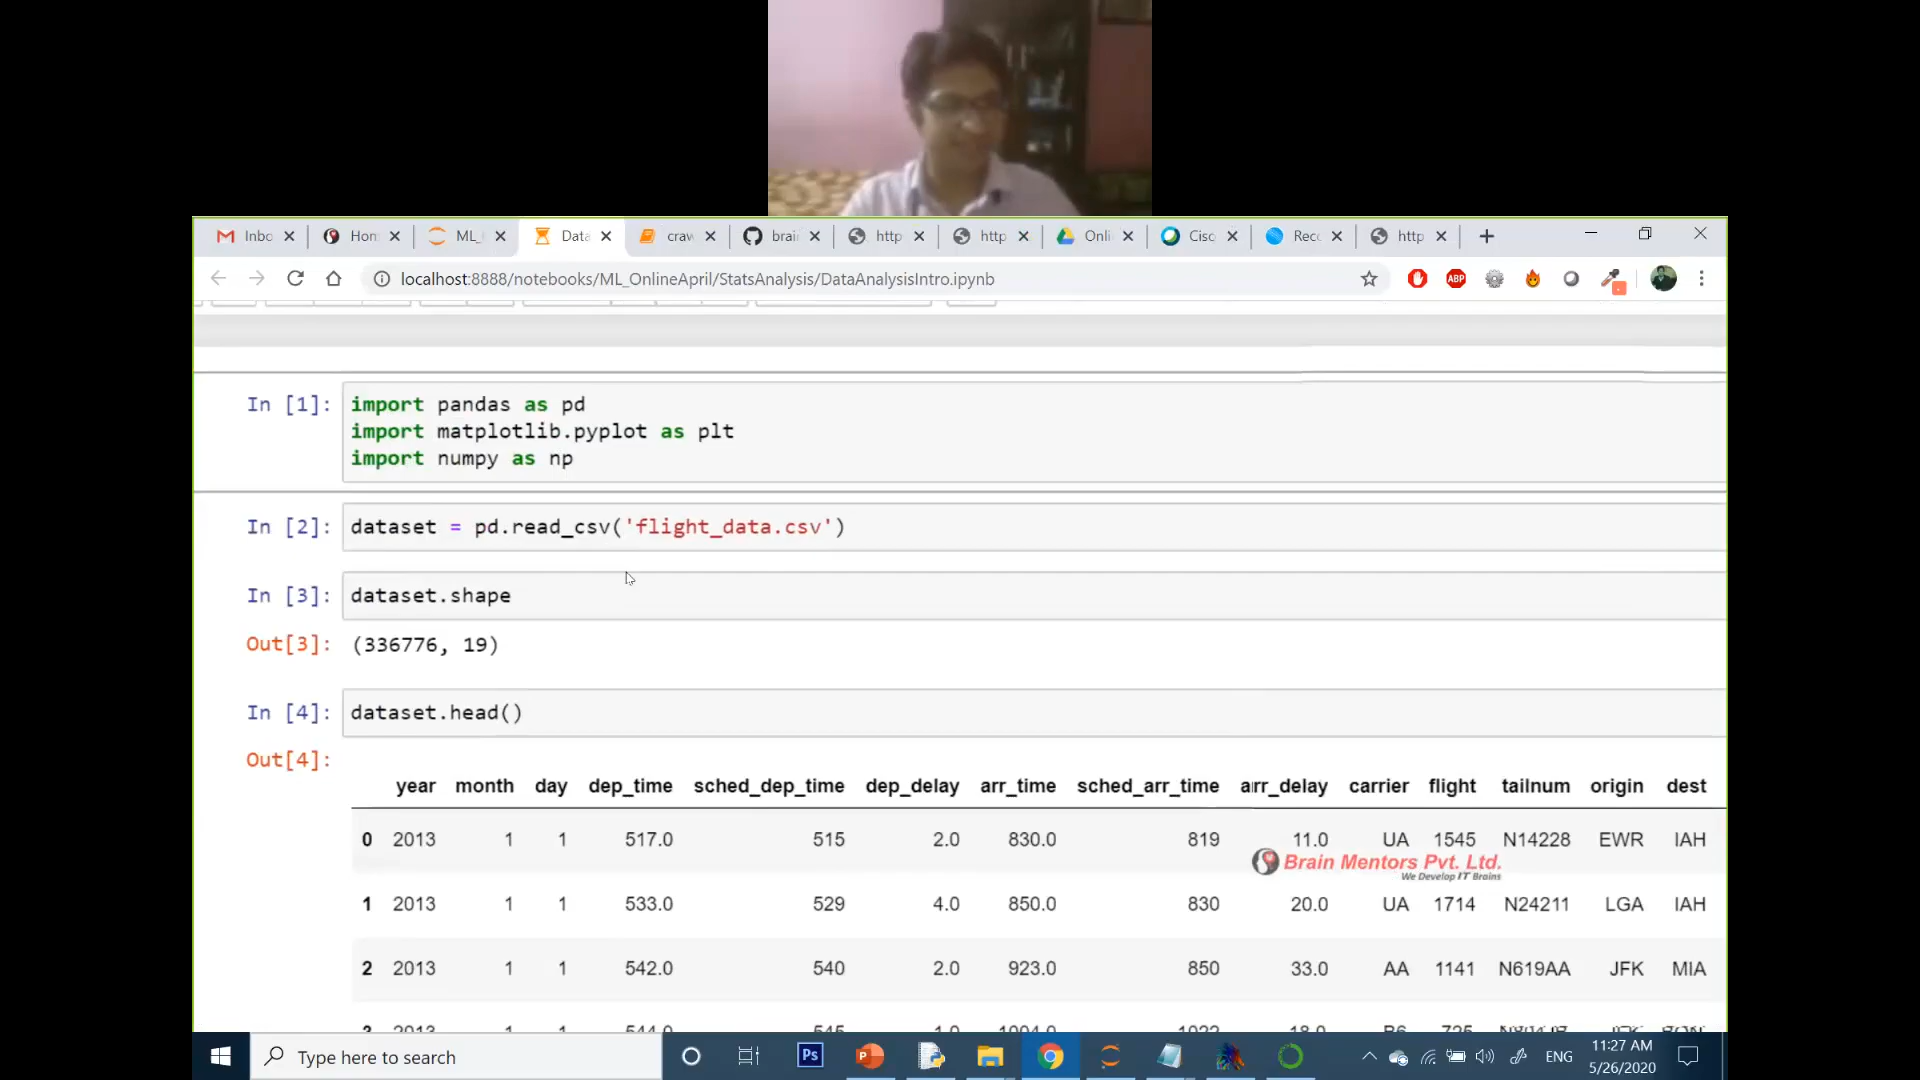 Inbo
Hon
ML_
Data
crav
brai
http
http
Onli
Cisc
Rec
http
localhost:8888/notebooks/ML_OnlineApril/StatsAnalysis/DataAnalysisIntro.ipynb
ABP
In [1]: import pandas as pd
import matplotlib.pyplot as plt
import numpy as np
In [2]: dataset = pd.read_csv('flight_data.csv')
In [3]: dataset.shape
Out[3]: (336776, 19)
In [4]: dataset.head()
Out[4]:
year month day dep_time sched_dep_time dep_delay arr_time sched_arr_time arr_delay carrier flight tailnum origin dest
0 2013 1 1 517.0 515 2.0 830.0 819 11.0 UA 1545 N14228 EWR IAH
Brain Mentors Pvt. Ltd.
We Develop IT Brains
1 2013 1 1 533.0 529 4.0 850.0 830 20.0 UA 1714 N24211 LGA IAH
2 2013 1 1 542.0 540 2.0 923.0 850 33.0 AA 1141 N619AA JFK MIA
Type here to search
Ps
ENG
11:27 AM
5/26/2020